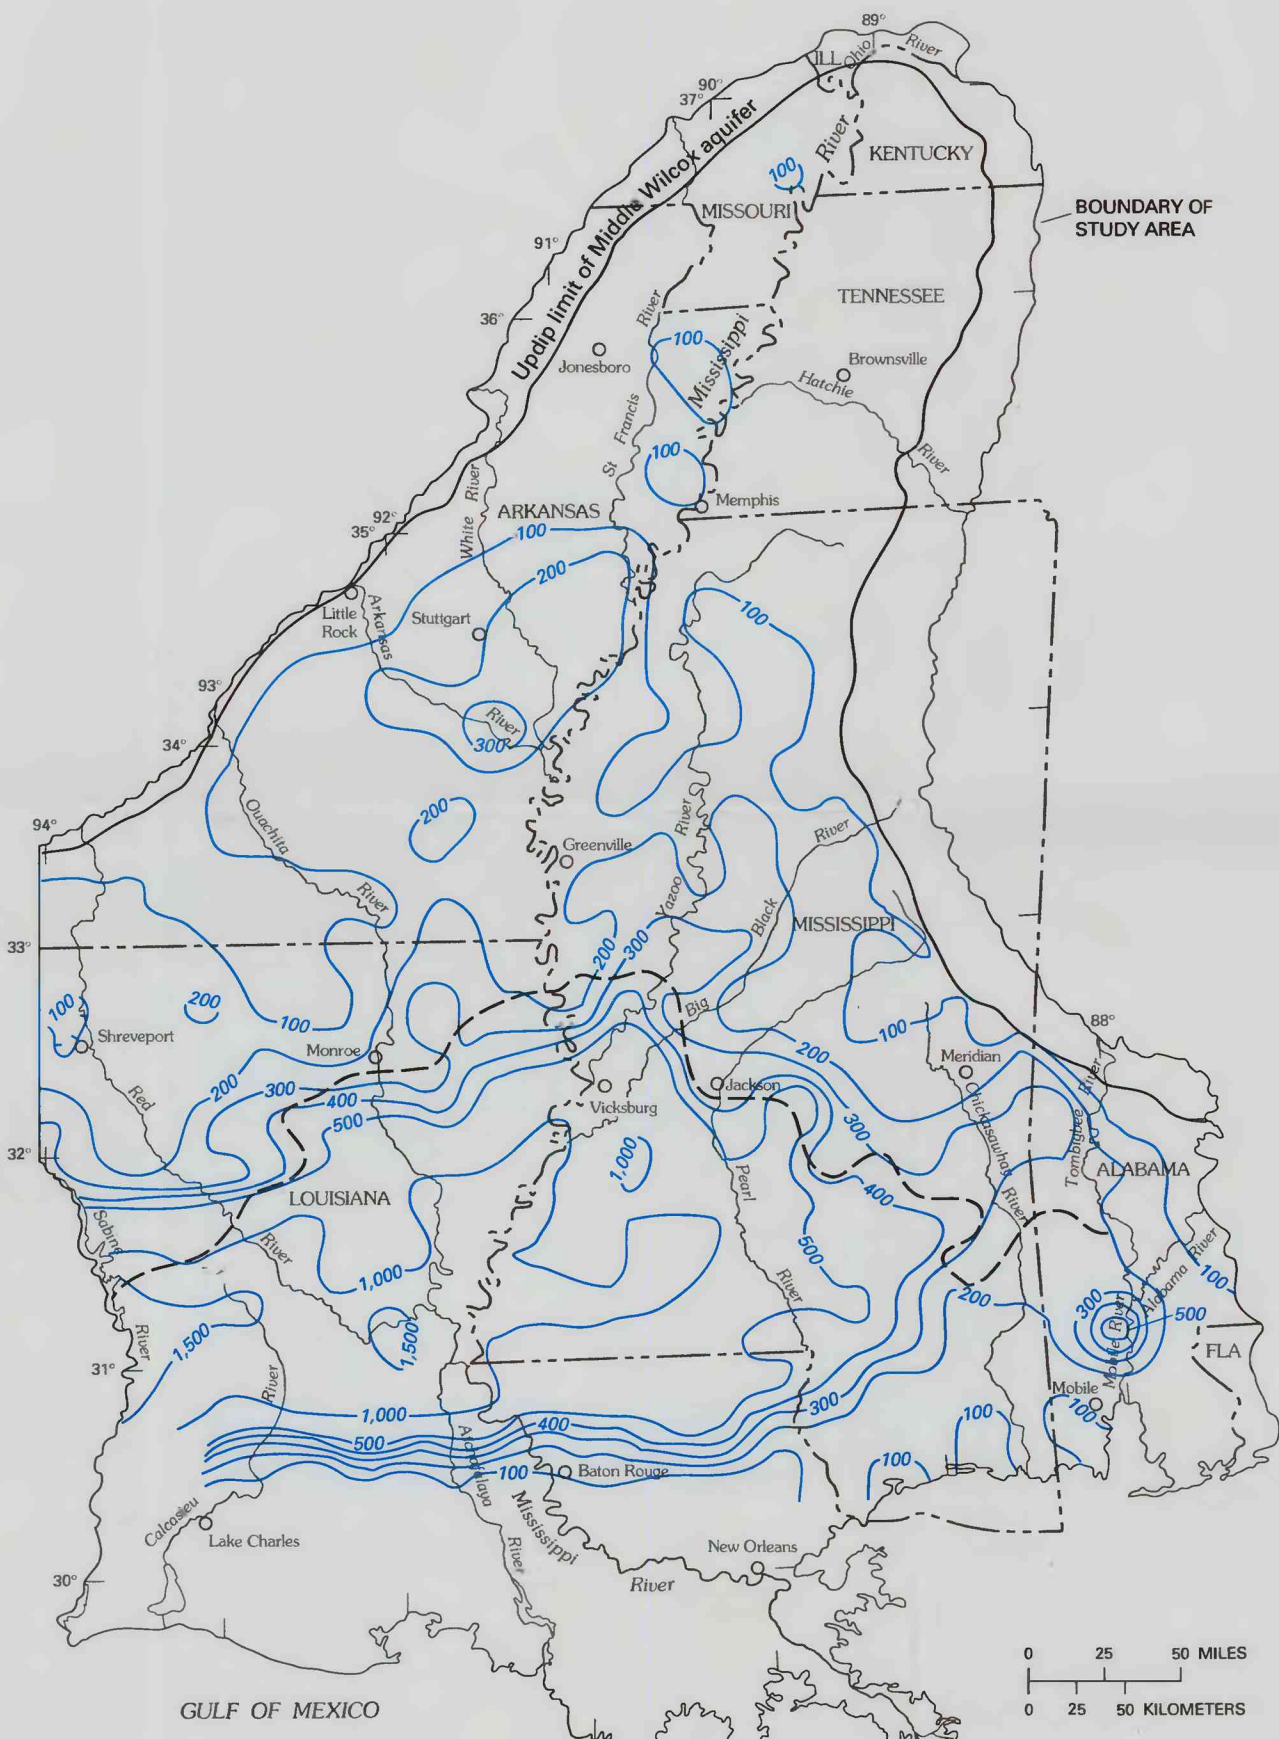 89°
ILL
Ohio
River
90°
37°
Updip limit of Middle Wilcox aquifer
River
KENTUCKY
100
MISSOURI
BOUNDARY OF
STUDY AREA
91°
TENNESSEE
36°
River
100
Mississippi
Jonesboro
Brownsville
Hatchie
St Francis
River
100
Memphis
White River
ARKANSAS
100
92°
35°
200
Little
Rock
Arkansas
Stuttgart
100
93°
34°
River
300
Ouachita
200
94°
Greenville
River
River
River
Yazoo
Black
MISSISSIPPI
33°
200
300
100
200
100
Shreveport
Monroe
Big
100
88°
200
Meridian
River
Red
200
300
400
500
Jackson
Vicksburg
300
Chickasawhay
Tombigbee
32°
1,000
ALABAMA
LOUISIANA
Pearl
400
River
Sabine
River
500
1,000
River
100
Alabama River
200
300
500
1,500
1,500
River
FLA
31°
River
Mobile River
Mobile
1,000
400
300
100
100
500
Atchafalaya
100
Baton Rouge
100
Calcasieu
Lake Charles
Mississippi
River
New Orleans
30°
River
0 25 50 MILES
0 25 50 KILOMETERS
GULF OF MEXICO